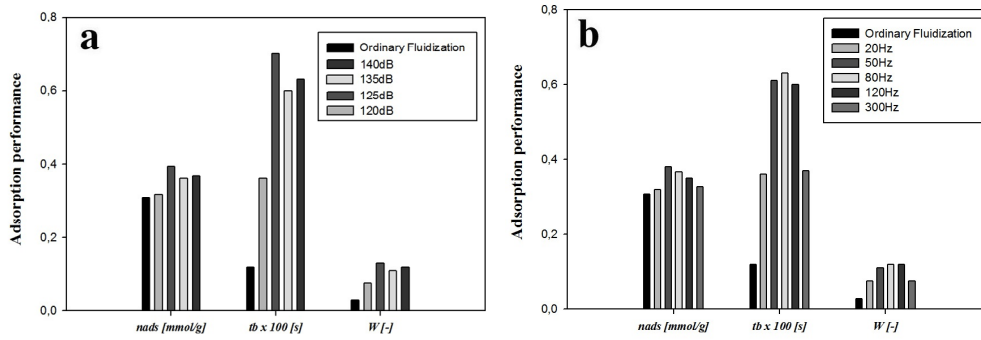 a
Adsorption performance
0,8
0,6
0,4
0,2
0,0
Ordinary Fluidization
140dB
135dB
125dB
120dB
nads [mmol/g]
tb x 100 [s]
W [-]
b
Adsorption performance
0,8
0,6
0,4
0,2
0,0
Ordinary Fluidization
20Hz
50Hz
80Hz
120Hz
300Hz
nads [mmol/g]
tb x 100 [s]
W [-]